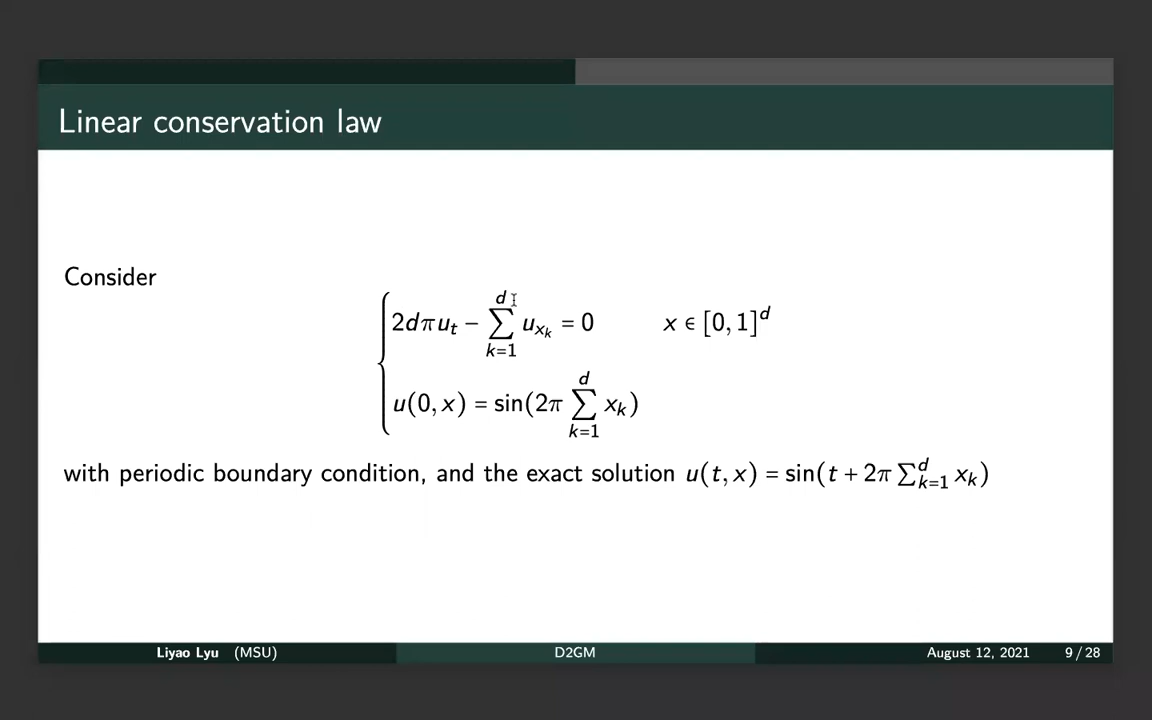 Linear conservation law
Consider
2dπu_t − ∑_{k=1}^{d} u_{x_k} = 0    x ∈ [0, 1]^d
u(0, x) = sin(2π ∑_{k=1}^{d} x_k)
with periodic boundary condition, and the exact solution u(t, x) = sin(t + 2π ∑_{k=1}^{d} x_k)
Liyao Lyu (MSU) D2GM August 12, 2021 9 / 28